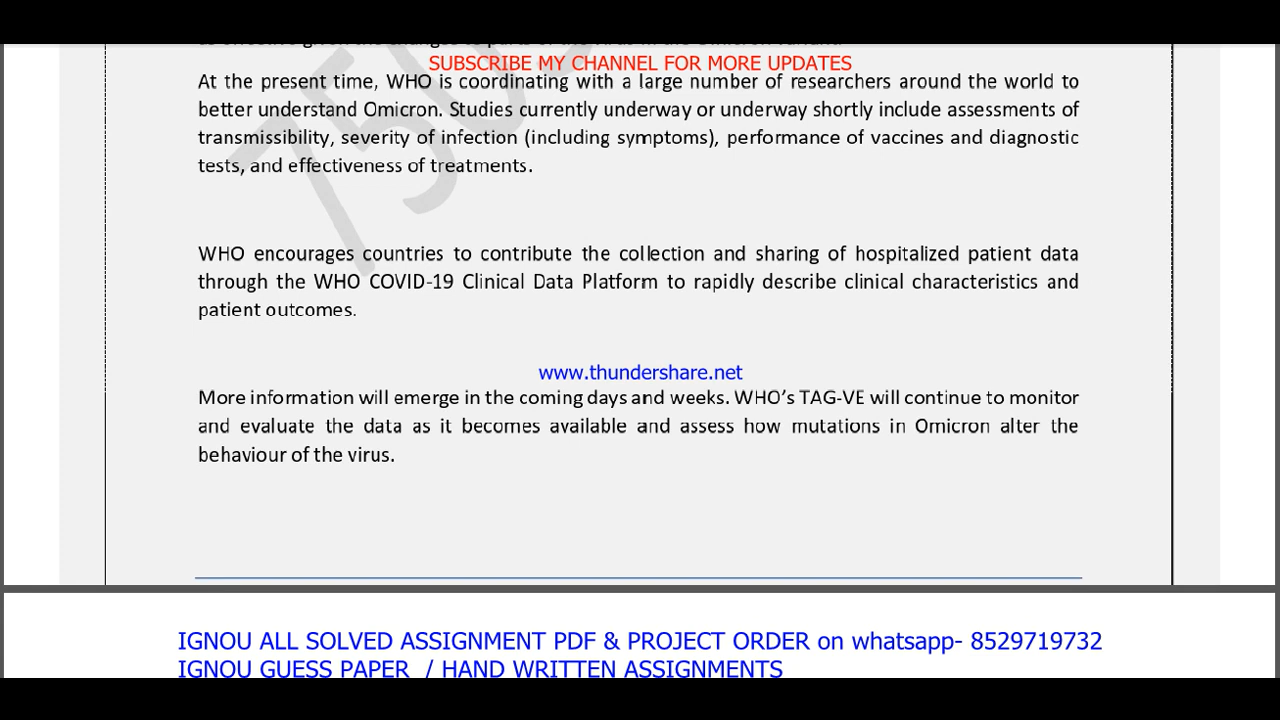 SUBSCRIBE MY CHANNEL FOR MORE UPDATES
At the present time, WHO is coordinating with a large number of researchers around the world to
better understand Omicron. Studies currently underway or underway shortly include assessments of
transmissibility, severity of infection (including symptoms), performance of vaccines and diagnostic
tests, and effectiveness of treatments.
WHO encourages countries to contribute the collection and sharing of hospitalized patient data
through the WHO COVID-19 Clinical Data Platform to rapidly describe clinical characteristics and
patient outcomes.
www.thundershare.net
More information will emerge in the coming days and weeks. WHO’s TAG-VE will continue to monitor
and evaluate the data as it becomes available and assess how mutations in Omicron alter the
behaviour of the virus.
IGNOU ALL SOLVED ASSIGNMENT PDF & PROJECT ORDER on whatsapp- 8529719732
IGNOU GUESS PAPER / HAND WRITTEN ASSIGNMENTS